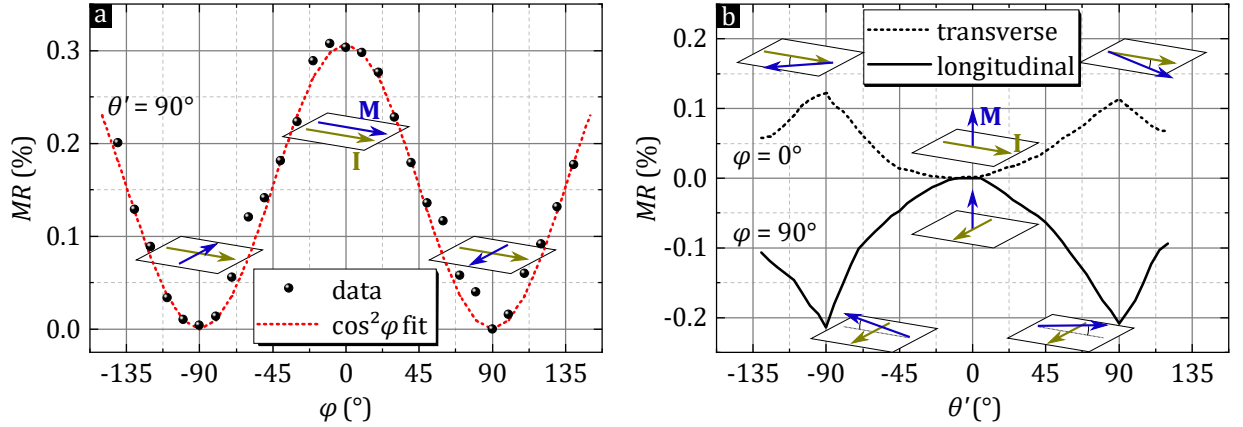 a
MR (%)
0.3
0.2
0.1
0.0
θ′ = 90°
M
I
data
cos²φ fit
-135 -90 -45 0 45 90 135
φ (°)
b
MR (%)
0.2
0.1
0.0
-0.1
-0.2
transverse
longitudinal
M
I
φ = 0°
φ = 90°
-135 -90 -45 0 45 90 135
θ′ (°)